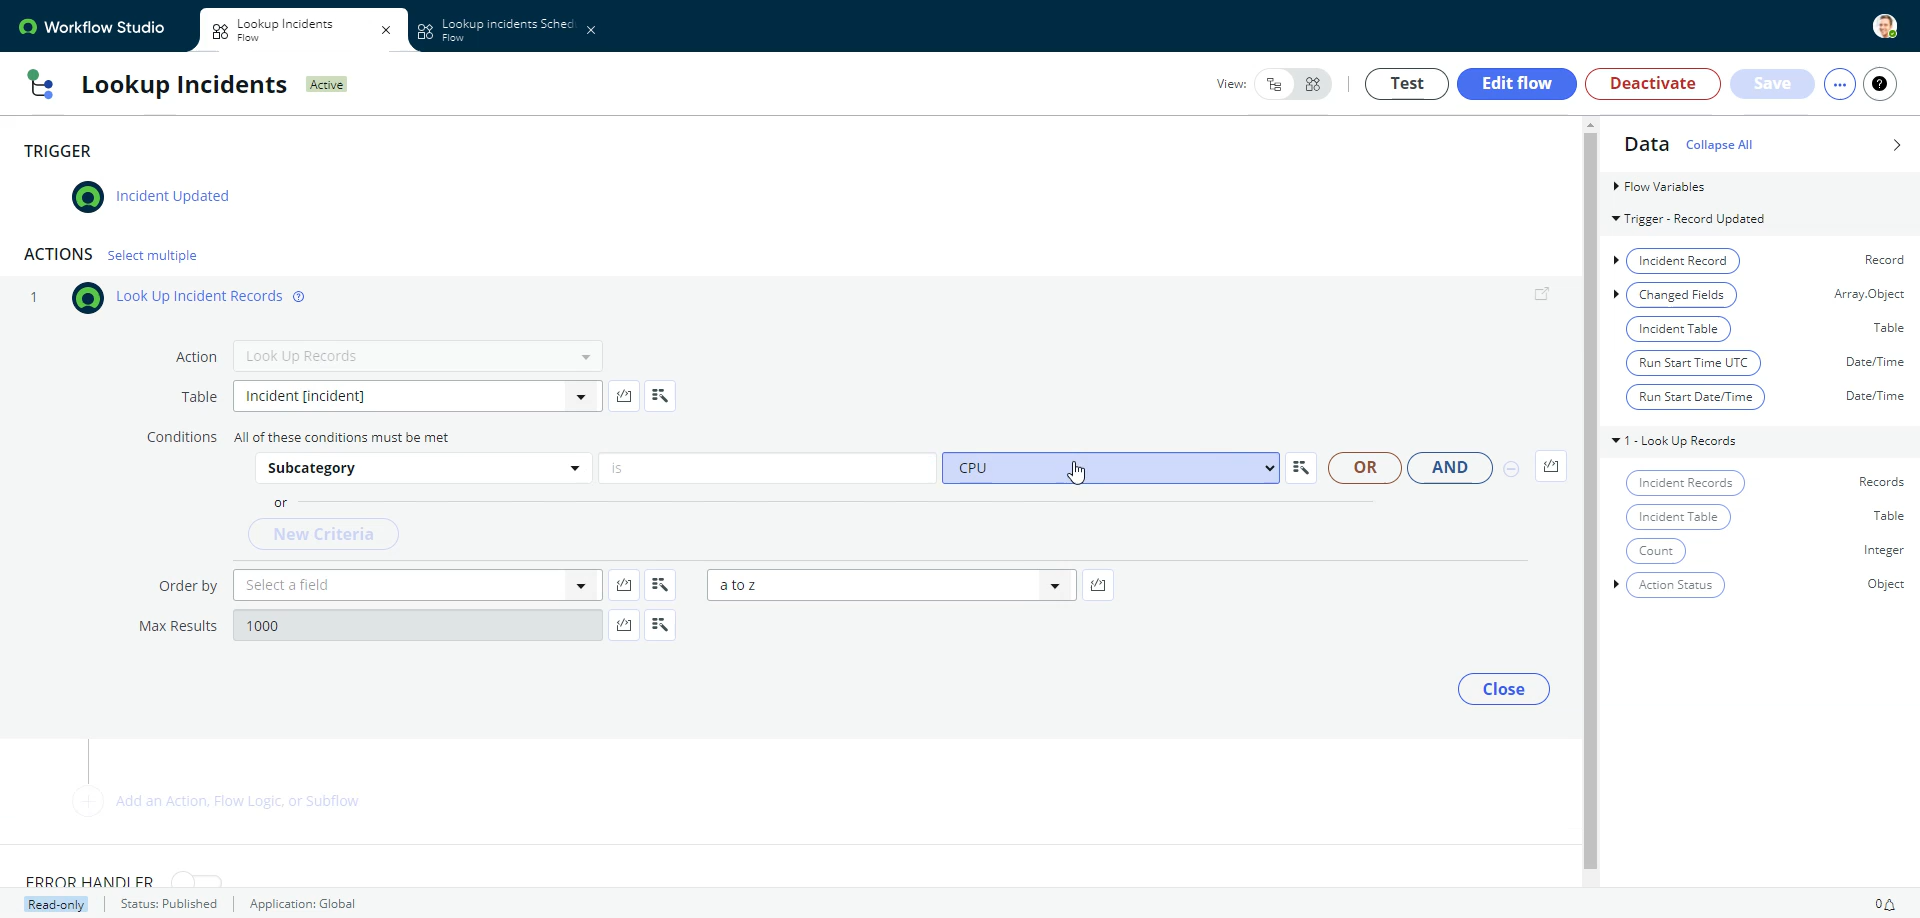 Workflow Studio
Lookup Incidents
Flow
Lookup incidents Sched
Flow
Lookup Incidents
Active
View:
Test
Edit flow
Deactivate
Save
TRIGGER
Incident Updated
ACTIONS
Select multiple
1
Look Up Incident Records
Action
Look Up Records
Table
Incident [incident]
Conditions
All of these conditions must be met
Subcategory
is
CPU
OR
AND
or
New Criteria
Order by
Select a field
a to z
Max Results
1000
Close
Add an Action, Flow Logic, or Subflow
ERROR HANDLER
Data
Collapse All
Flow Variables
Trigger - Record Updated
Incident Record
Record
Changed Fields
Array.Object
Incident Table
Table
Run Start Time UTC
Date/Time
Run Start Date/Time
Date/Time
1 - Look Up Records
Incident Records
Records
Incident Table
Table
Count
Integer
Action Status
Object
Read-only
Status: Published
Application: Global
0